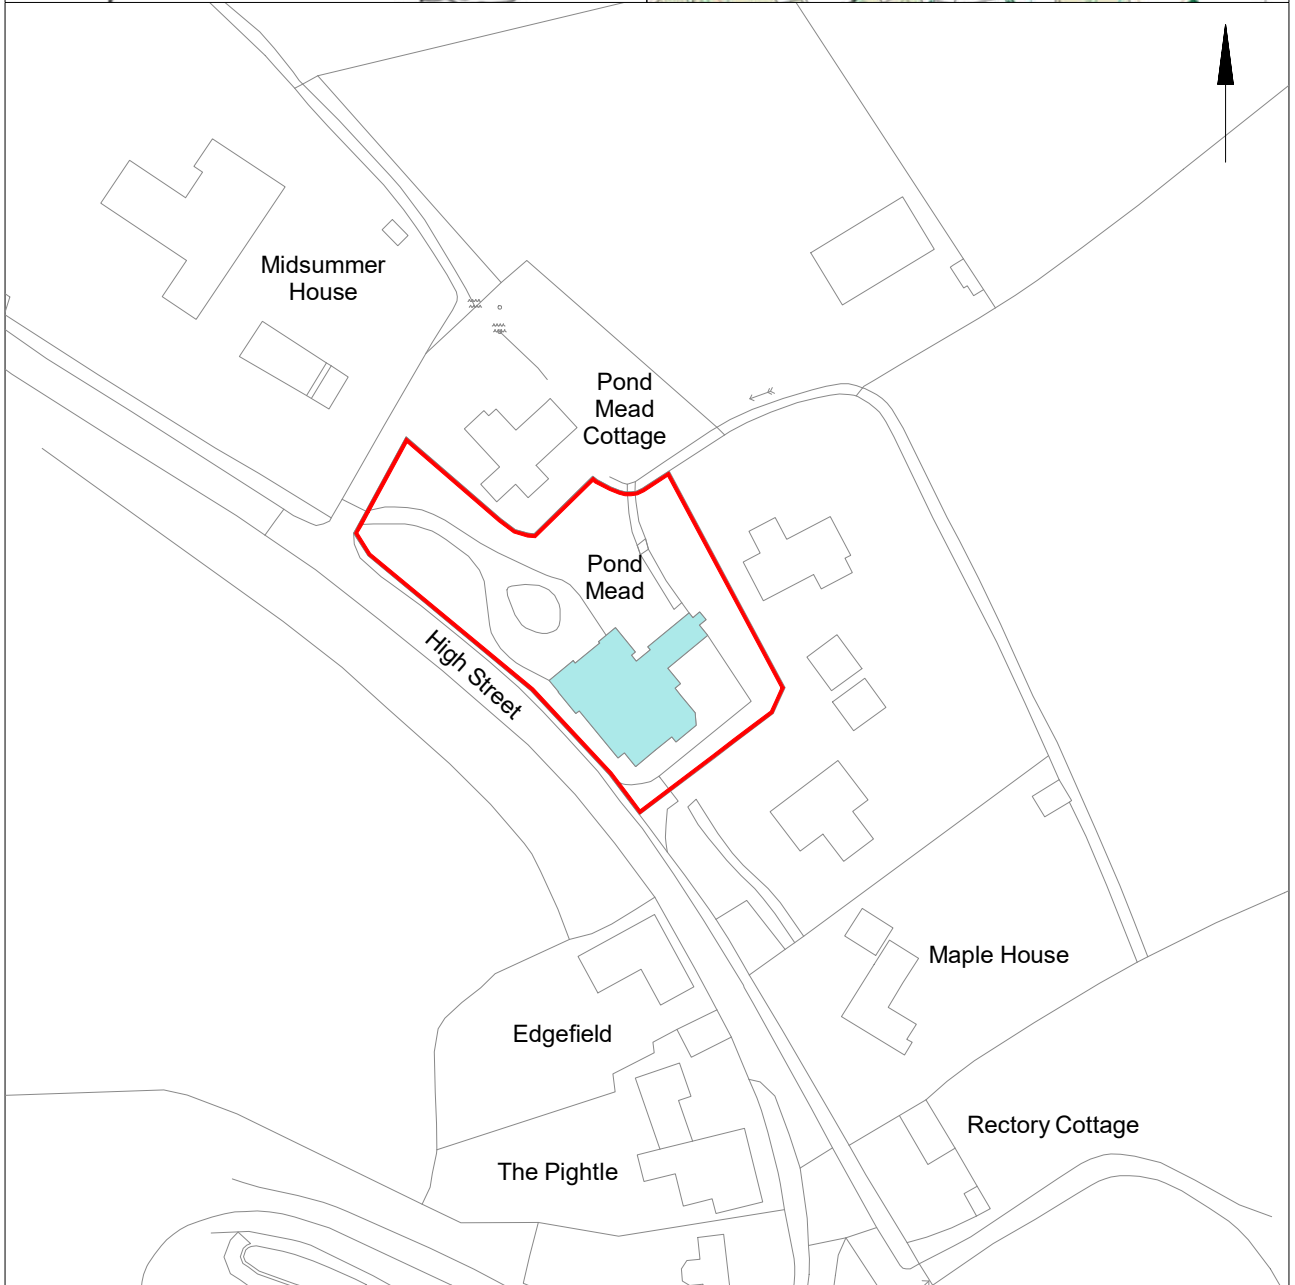 Midsummer
House
Pond
Mead
Cottage
Pond
Mead
High Street
Maple House
Edgefield
Rectory Cottage
The Pightle